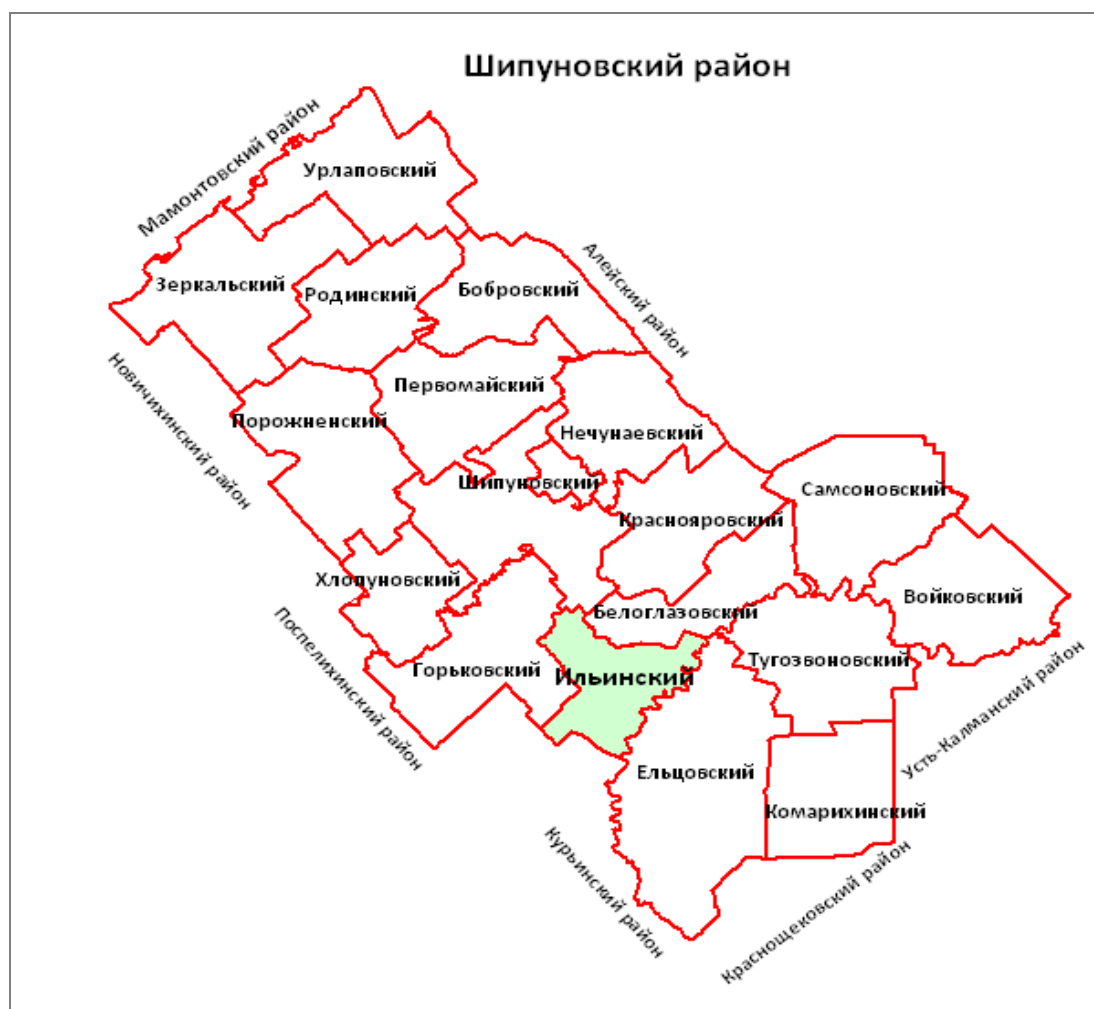 Шипуновский район
Мамонтовский район
Урлаповский
Алейский район
Зеркальский
Родинский
Бобровский
Новичихинский район
Первомайский
Порожненский
Нечунаевский
Шипуновский
Самсоновский
Краснояровский
Хлопуновский
Войковский
Белоглазовский
Поспелихинский район
Горьковский
Ильинский
Тугозвоновский
Усть-Калманский район
Ельцовский
Комарихинский
Курьинский район
Краснощековский район